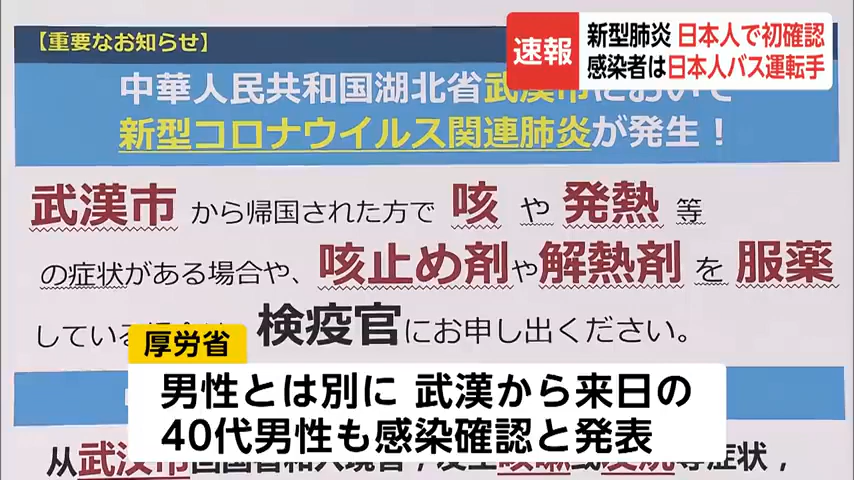 【重要なお知らせ】
速報
新型肺炎 日本人で初確認
感染者は日本人バス運転手
中華人民共和国湖北省武漢市において
新型コロナウイルス関連肺炎が発生！
武漢市 から帰国された方で 咳 や 発熱 等
の症状がある場合や、咳止め剤や解熱剤 を 服薬
している 検疫官にお申し出ください。
厚労省
男性とは別に 武漢から来日の
40代男性も感染確認と発表
从武汉市
等症状，